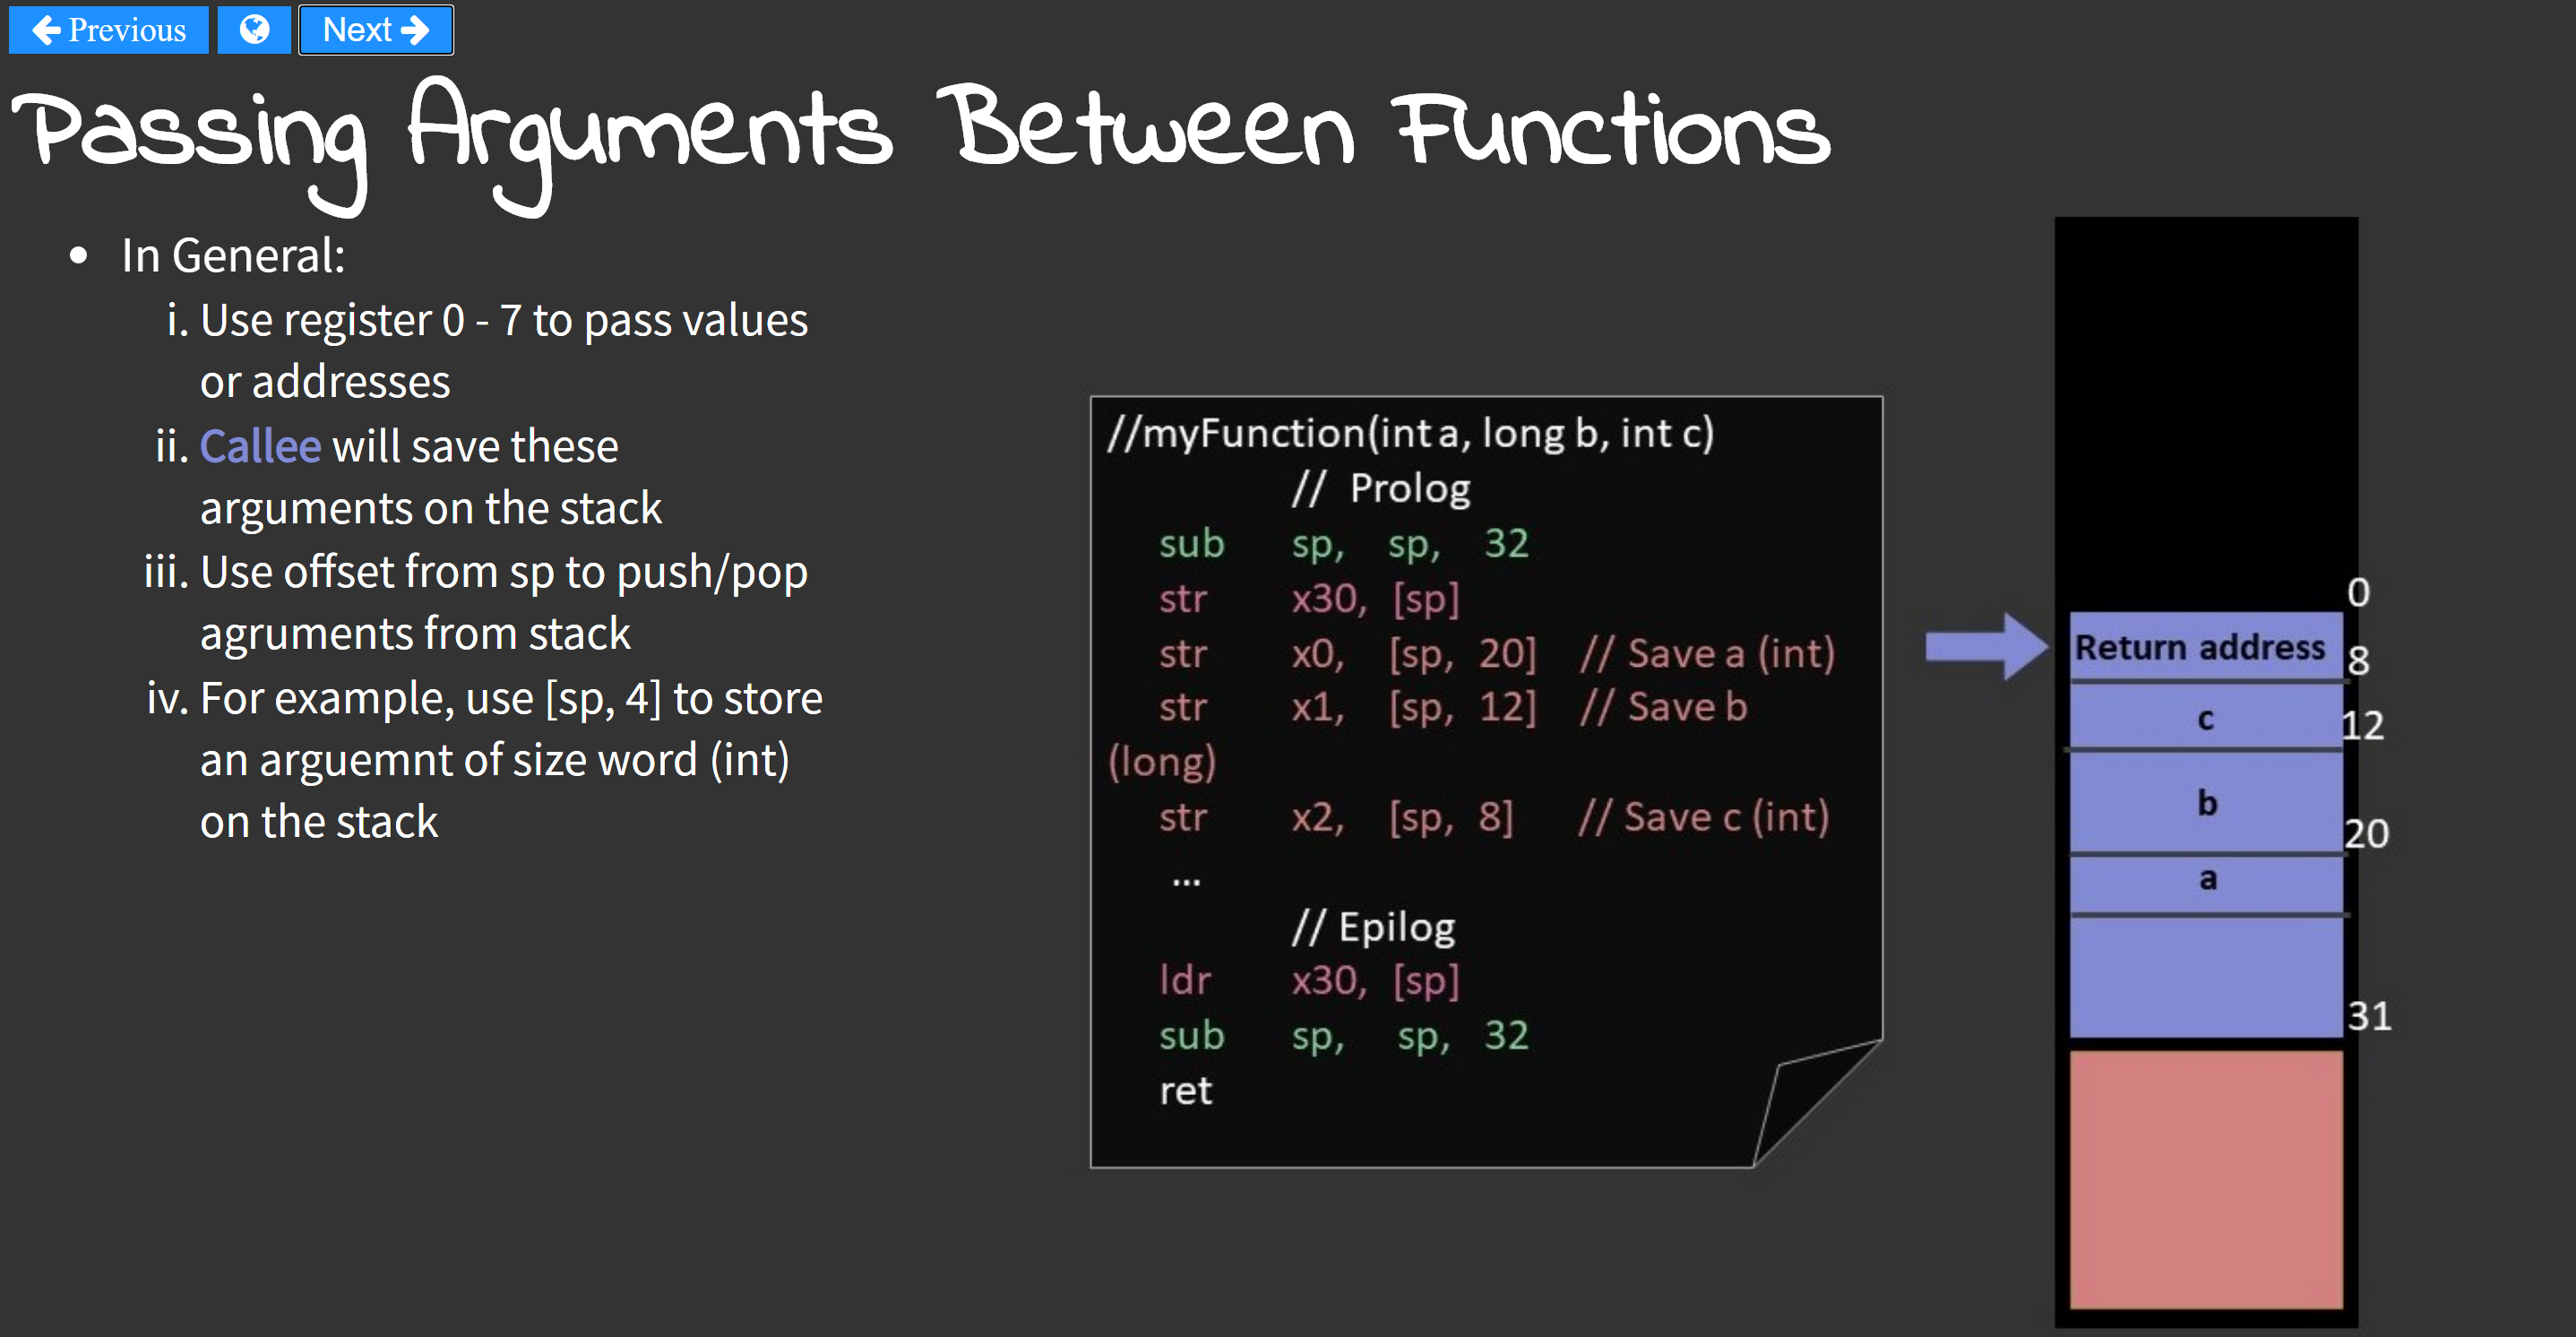 Previous
Next
Passing Arguments Between Functions
• In General:
i. Use register 0 - 7 to pass values
or addresses
ii. Callee will save these
arguments on the stack
iii. Use offset from sp to push/pop
agruments from stack
iv. For example, use [sp, 4] to store
an arguemnt of size word (int)
on the stack
//myFunction(int a, long b, int c)
// Prolog
sub sp, sp, 32
str x30, [sp]
str x0, [sp, 20] // Save a (int)
str x1, [sp, 12] // Save b
(long)
str x2, [sp, 8] // Save c (int)
...
// Epilog
ldr x30, [sp]
sub sp, sp, 32
ret
0
Return address
8
c
12
b
20
a
31